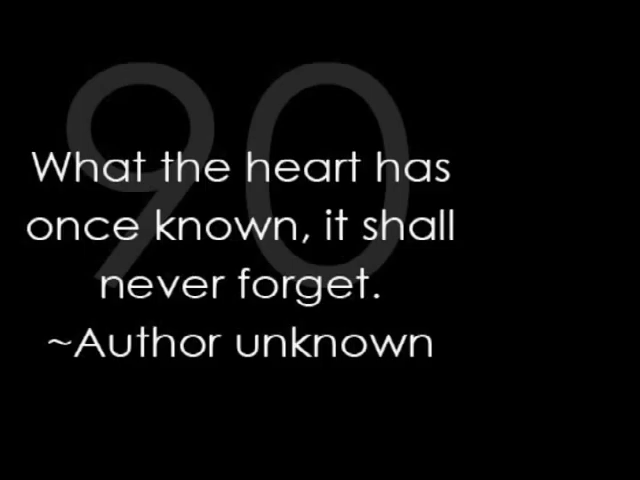 90
What the heart has
once known, it shall
never forget.
~Author unknown